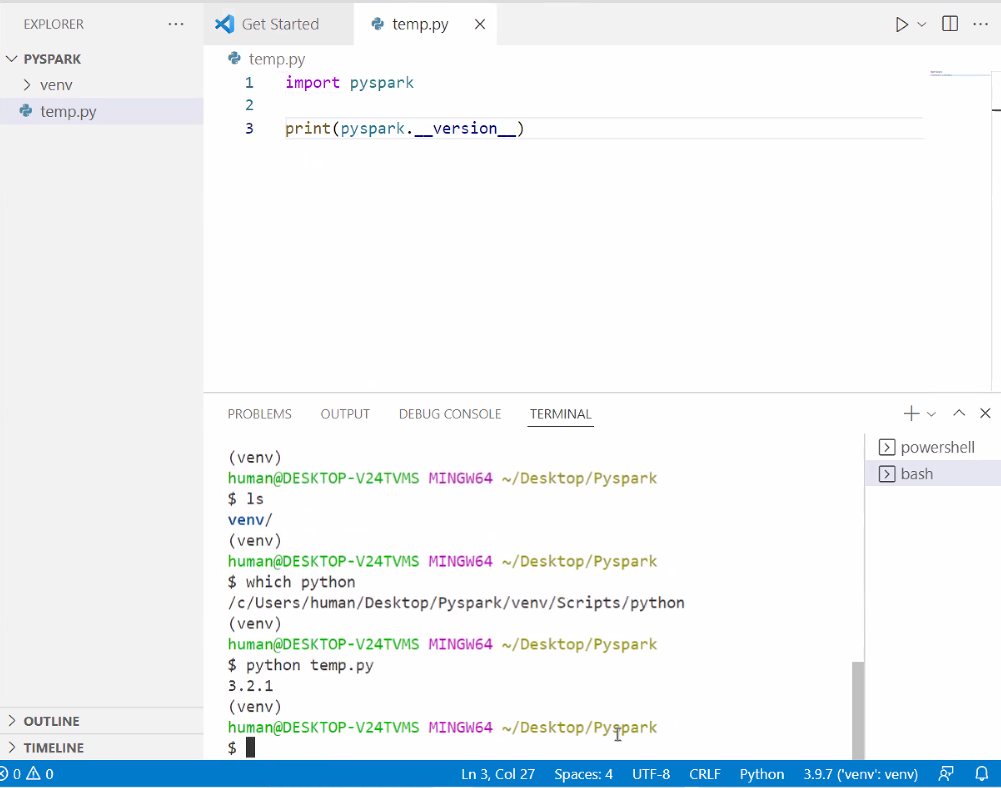 EXPLORER
PYSPARK
venv
temp.py
OUTLINE
TIMELINE
Get Started
temp.py
temp.py
1 import pyspark
2
3 print(pyspark.__version__)
PROBLEMS OUTPUT DEBUG CONSOLE TERMINAL
(venv)
human@DESKTOP-V24TVMS MINGW64 ~/Desktop/Pyspark
$ ls
venv/
(venv)
human@DESKTOP-V24TVMS MINGW64 ~/Desktop/Pyspark
$ which python
/c/Users/human/Desktop/Pyspark/venv/Scripts/python
(venv)
human@DESKTOP-V24TVMS MINGW64 ~/Desktop/Pyspark
$ python temp.py
3.2.1
(venv)
human@DESKTOP-V24TVMS MINGW64 ~/Desktop/Pyspark
$
powershell
bash
0 0 Ln 3, Col 27 Spaces: 4 UTF-8 CRLF Python 3.9.7 ('venv': venv)